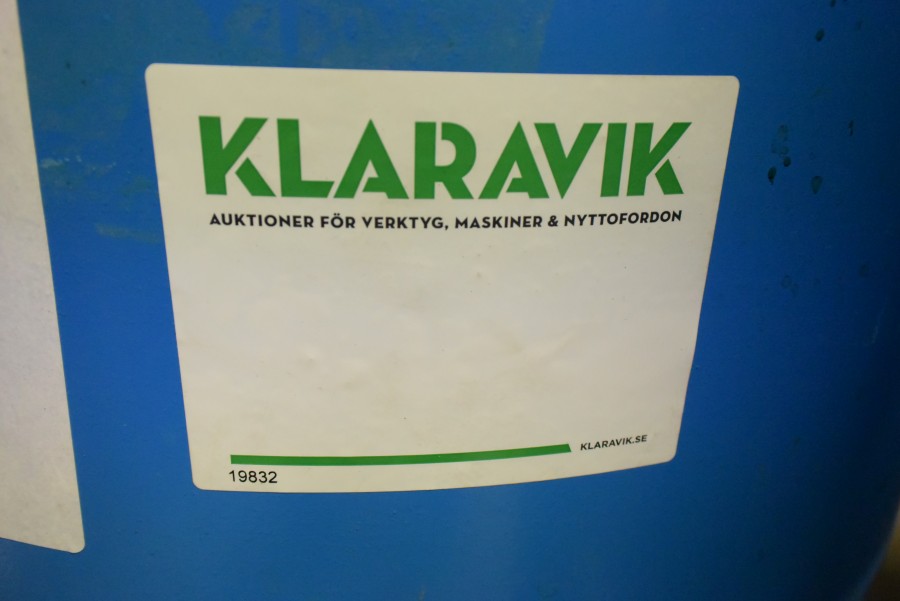 KLARAVIK
AUKTIONER FÖR VERKTYG, MASKINER & NYTTOFORDON
KLARAVIK.SE
19832